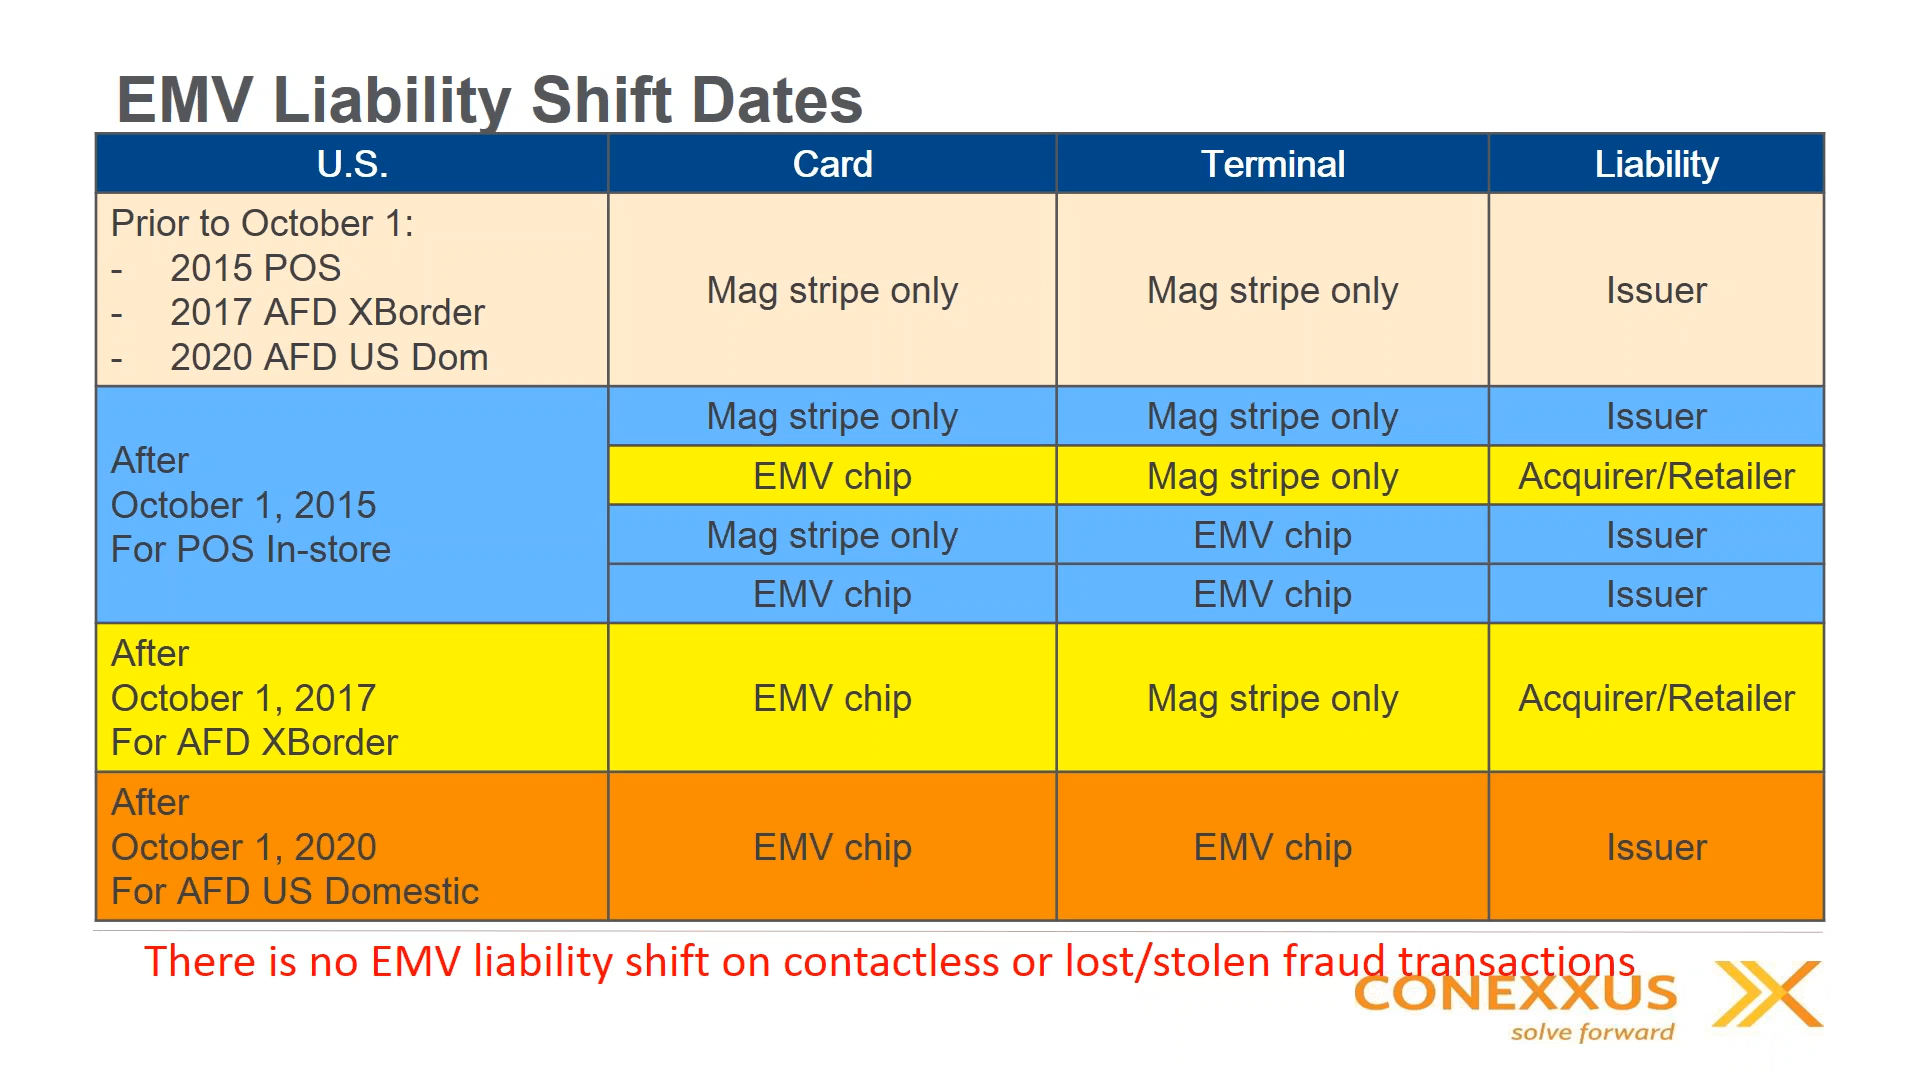 EMV Liability Shift Dates
U.S. Card Terminal Liability
Prior to October 1:
- 2015 POS
- 2017 AFD XBorder
- 2020 AFD US Dom
Mag stripe only Mag stripe only Issuer
After
October 1, 2015
For POS In-store
Mag stripe only Mag stripe only Issuer
EMV chip Mag stripe only Acquirer/Retailer
Mag stripe only EMV chip Issuer
EMV chip EMV chip Issuer
After
October 1, 2017
For AFD XBorder
EMV chip Mag stripe only Acquirer/Retailer
After
October 1, 2020
For AFD US Domestic
EMV chip EMV chip Issuer
There is no EMV liability shift on contactless or lost/stolen fraud transactions
CONEXXUS
solve forward